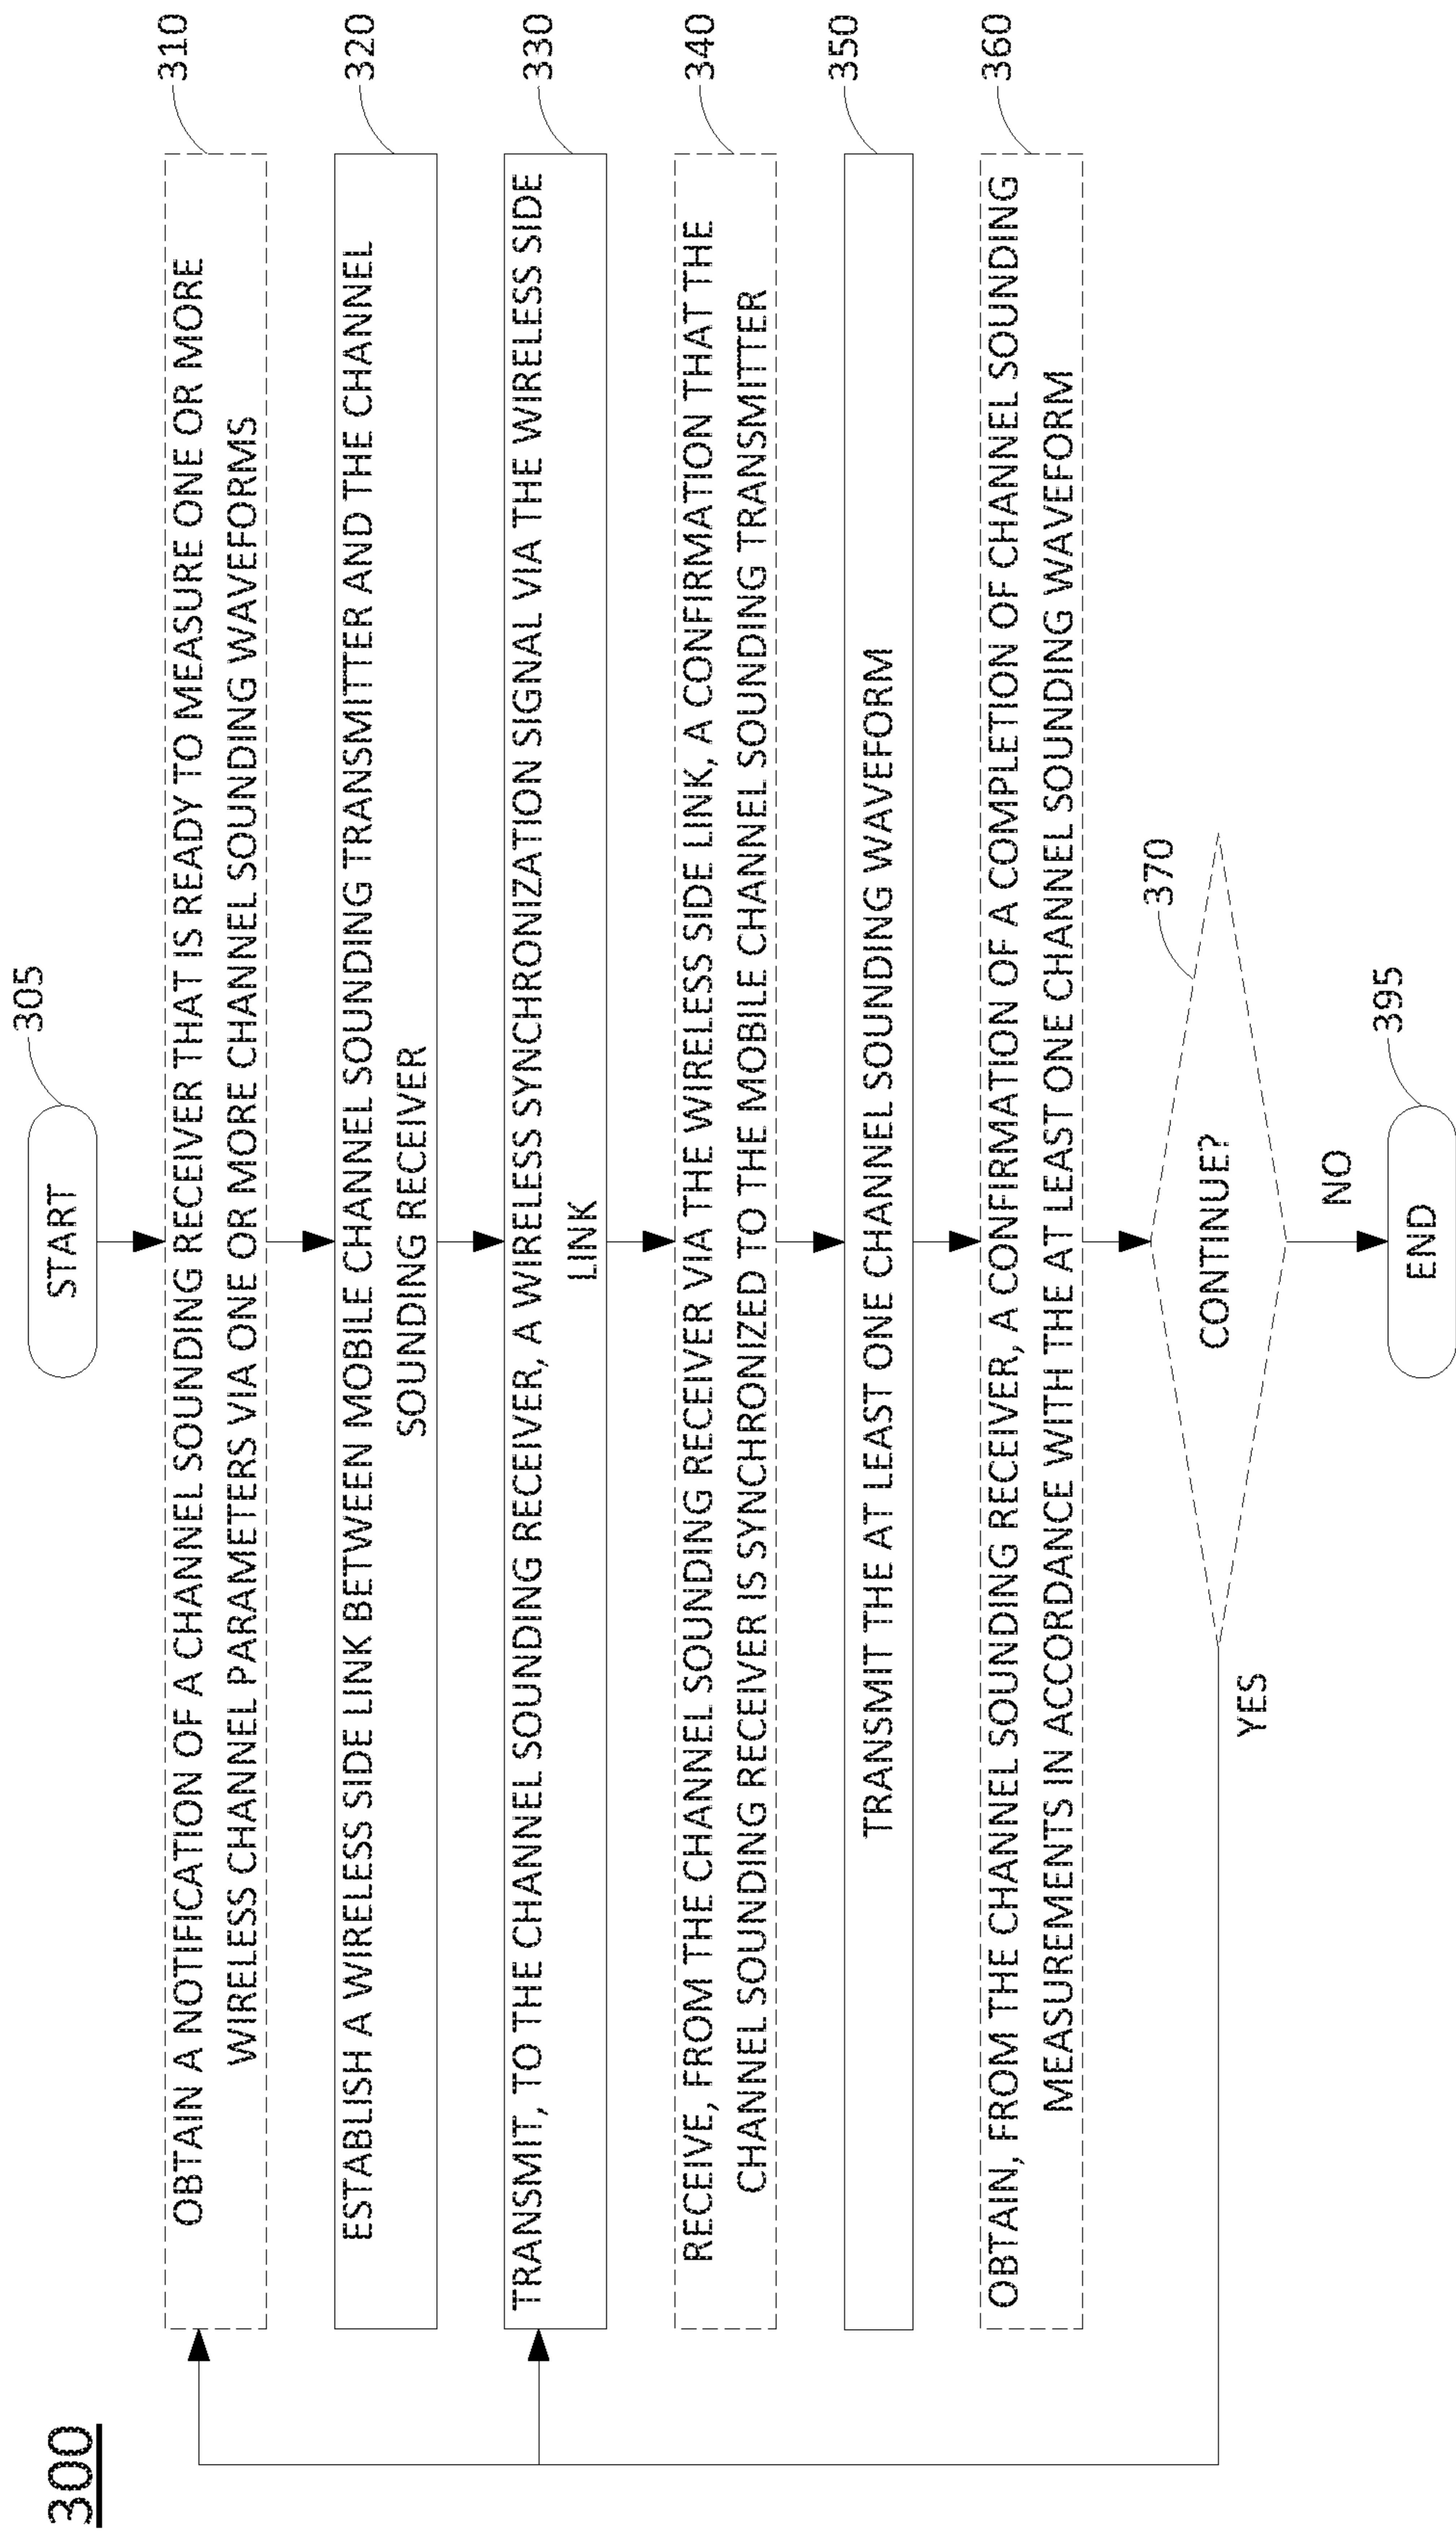 300
START
305
OBTAIN A NOTIFICATION OF A CHANNEL SOUNDING RECEIVER THAT IS READY TO MEASURE ONE OR MORE
WIRELESS CHANNEL PARAMETERS VIA ONE OR MORE CHANNEL SOUNDING WAVEFORMS
310
ESTABLISH A WIRELESS SIDE LINK BETWEEN MOBILE CHANNEL SOUNDING TRANSMITTER AND THE CHANNEL
SOUNDING RECEIVER
320
TRANSMIT, TO THE CHANNEL SOUNDING RECEIVER, A WIRELESS SYNCHRONIZATION SIGNAL VIA THE WIRELESS SIDE
LINK
330
RECEIVE, FROM THE CHANNEL SOUNDING RECEIVER VIA THE WIRELESS SIDE LINK, A CONFIRMATION THAT THE
CHANNEL SOUNDING RECEIVER IS SYNCHRONIZED TO THE MOBILE CHANNEL SOUNDING TRANSMITTER
340
TRANSMIT THE AT LEAST ONE CHANNEL SOUNDING WAVEFORM
350
OBTAIN, FROM THE CHANNEL SOUNDING RECEIVER, A CONFIRMATION OF A COMPLETION OF CHANNEL SOUNDING
MEASUREMENTS IN ACCORDANCE WITH THE AT LEAST ONE CHANNEL SOUNDING WAVEFORM
360
CONTINUE?
370
YES
NO
END
395